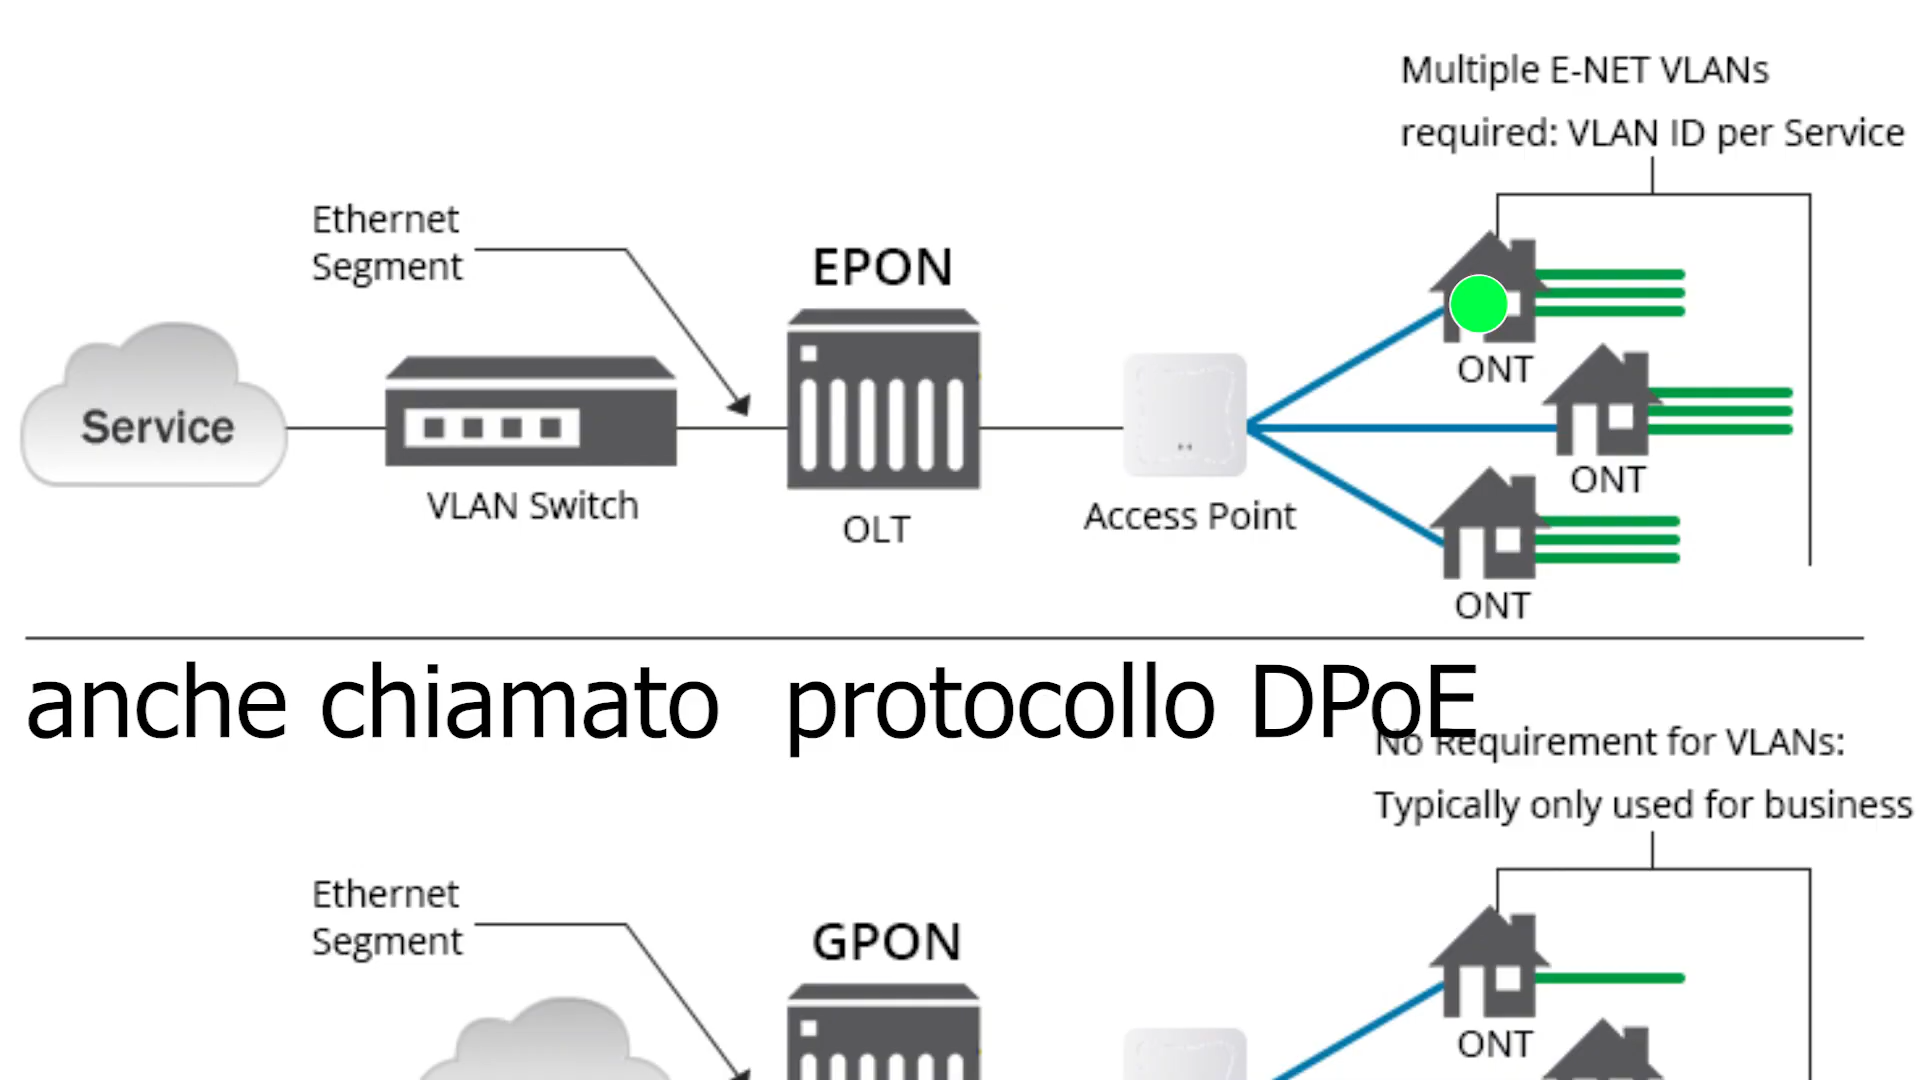 Multiple E-NET VLANs
required: VLAN ID per Service
Ethernet
Segment
EPON
Service
VLAN Switch
OLT
Access Point
ONT
ONT
ONT
anche chiamato protocollo DPoE
No Requirement for VLANs:
Typically only used for business
Ethernet
Segment
GPON
ONT